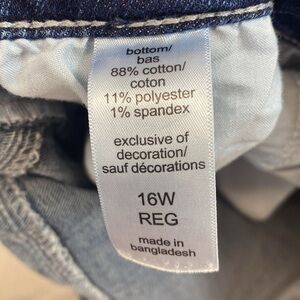 bottom/
bas
88% cotton/
coton
11% polyester
1% spandex
exclusive of
decoration/
sauf décorations
16W
REG
made in
bangladesh